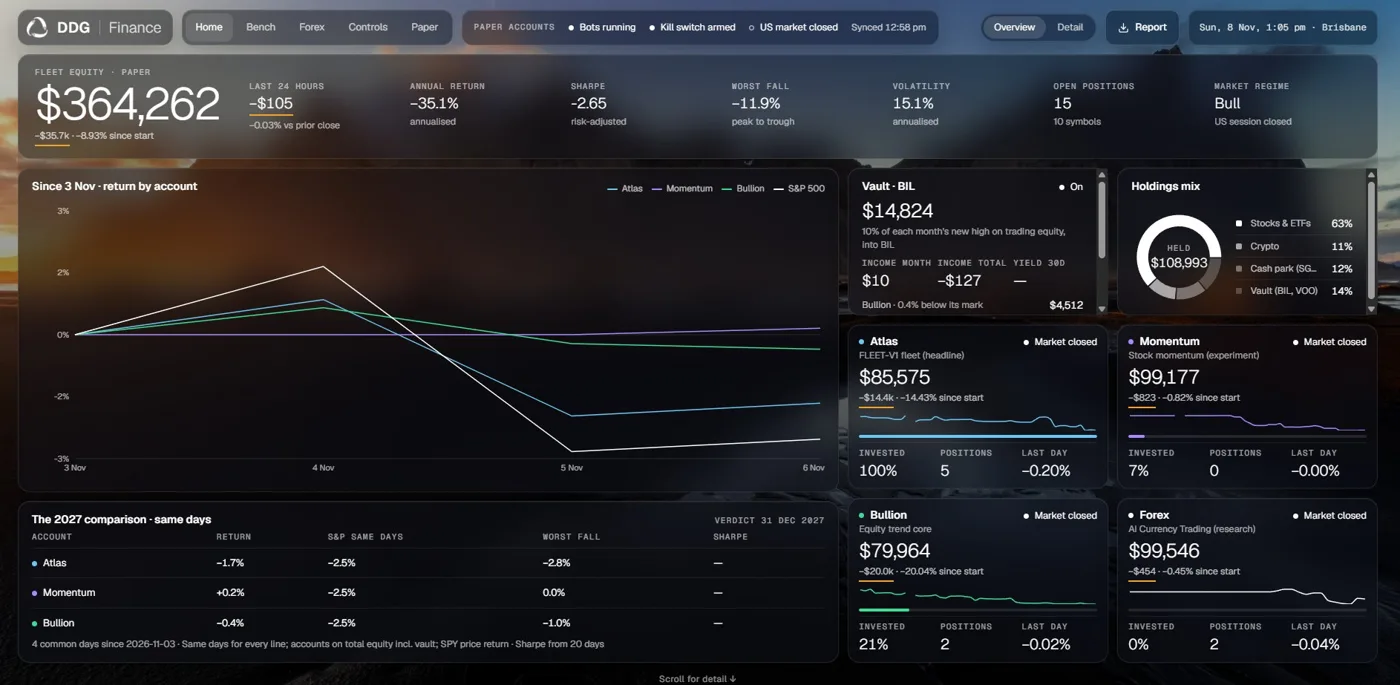 DDG | Finance
Home Bench Forex Controls Paper
PAPER ACCOUNTS Bots running Kill switch armed US market closed Synced 12:58 pm
Overview Detail
Report
Sun, 8 Nov, 1:05 pm · Brisbane
FLEET EQUITY · PAPER
$364,262
−$35.7k · −8.93% since start
LAST 24 HOURS
−$105
−0.03% vs prior close
ANNUAL RETURN
−35.1%
annualised
SHARPE
−2.65
risk-adjusted
WORST FALL
−11.9%
peak to trough
VOLATILITY
15.1%
annualised
OPEN POSITIONS
15
10 symbols
MARKET REGIME
Bull
US session closed
Since 3 Nov · return by account
Atlas Momentum Bullion S&P 500
3%
2%
0%
−2%
−3%
3 Nov 4 Nov 5 Nov 6 Nov
Vault · BIL On
$14,824
10% of each month's new high on trading equity,
into BIL
INCOME MONTH INCOME TOTAL YIELD 30D
$10 −$127 —
Bullion · 0.4% below its mark $4,512
Holdings mix
HELD
$108,993
Stocks & ETFs 63%
Crypto 11%
Cash park (SG... 12%
Vault (BIL, VOO) 14%
Atlas Market closed
FLEET-V1 fleet (headline)
$85,575
−$14.4k · −14.43% since start
INVESTED POSITIONS LAST DAY
100% 5 −0.20%
Momentum Market closed
Stock momentum (experiment)
$99,177
−$823 · −0.82% since start
INVESTED POSITIONS LAST DAY
7% 0 −0.00%
The 2027 comparison · same days VERDICT 31 DEC 2027
ACCOUNT RETURN S&P SAME DAYS WORST FALL SHARPE
Atlas −1.7% −2.5% −2.8% —
Momentum +0.2% −2.5% 0.0% —
Bullion −0.4% −2.5% −1.0% —
4 common days since 2026-11-03 · Same days for every line; accounts on total equity incl. vault; SPY price return · Sharpe from 20 days
Bullion Market closed
Equity trend core
$79,964
−$20.0k · −20.04% since start
INVESTED POSITIONS LAST DAY
21% 2 −0.02%
Forex Market closed
AI Currency Trading (research)
$99,546
−$454 · −0.45% since start
INVESTED POSITIONS LAST DAY
0% 2 −0.04%
Scroll for detail ↓